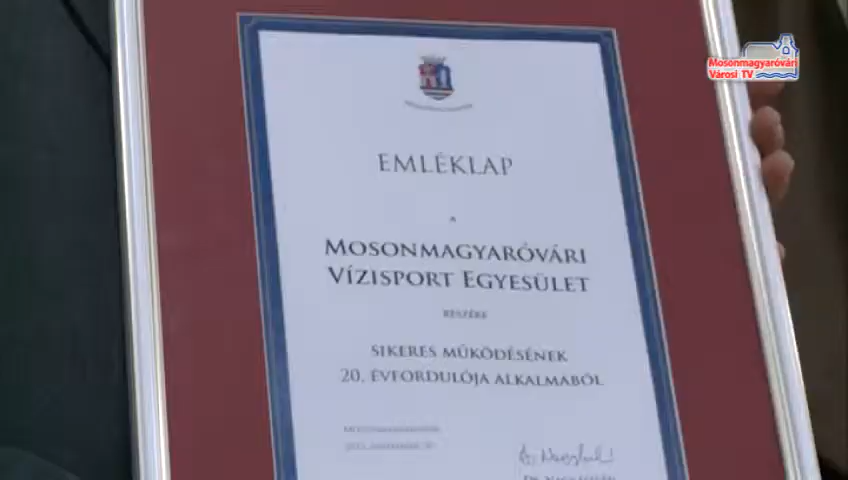 Mosonmagyaróvári
Városi TV
EMLÉKLAP
A
MOSONMAGYARÓVÁRI
VÍZISPORT EGYESÜLET
RÉSZÉRE
SIKERES MŰKÖDÉSÉNEK
20. ÉVFORDULÓJA ALKALMÁBÓL